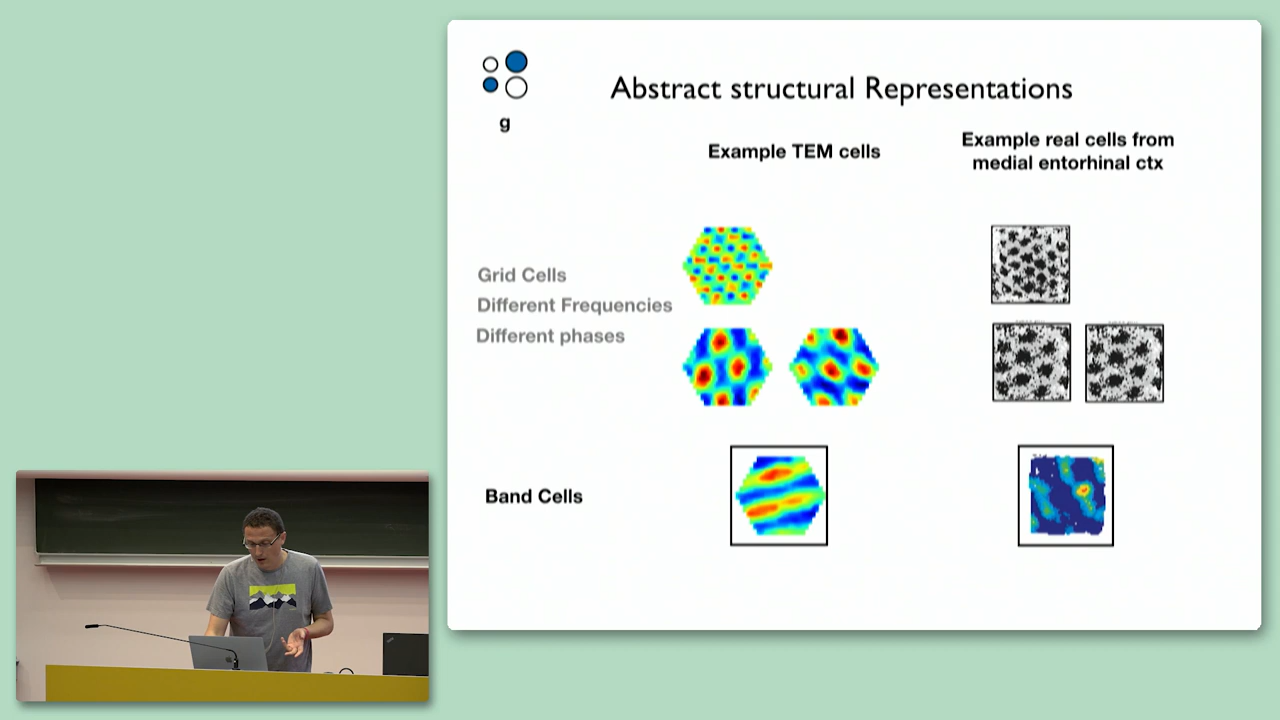 Abstract structural Representations
g
Example TEM cells
Example real cells from
medial entorhinal ctx
Grid Cells
Different Frequencies
Different phases
Band Cells